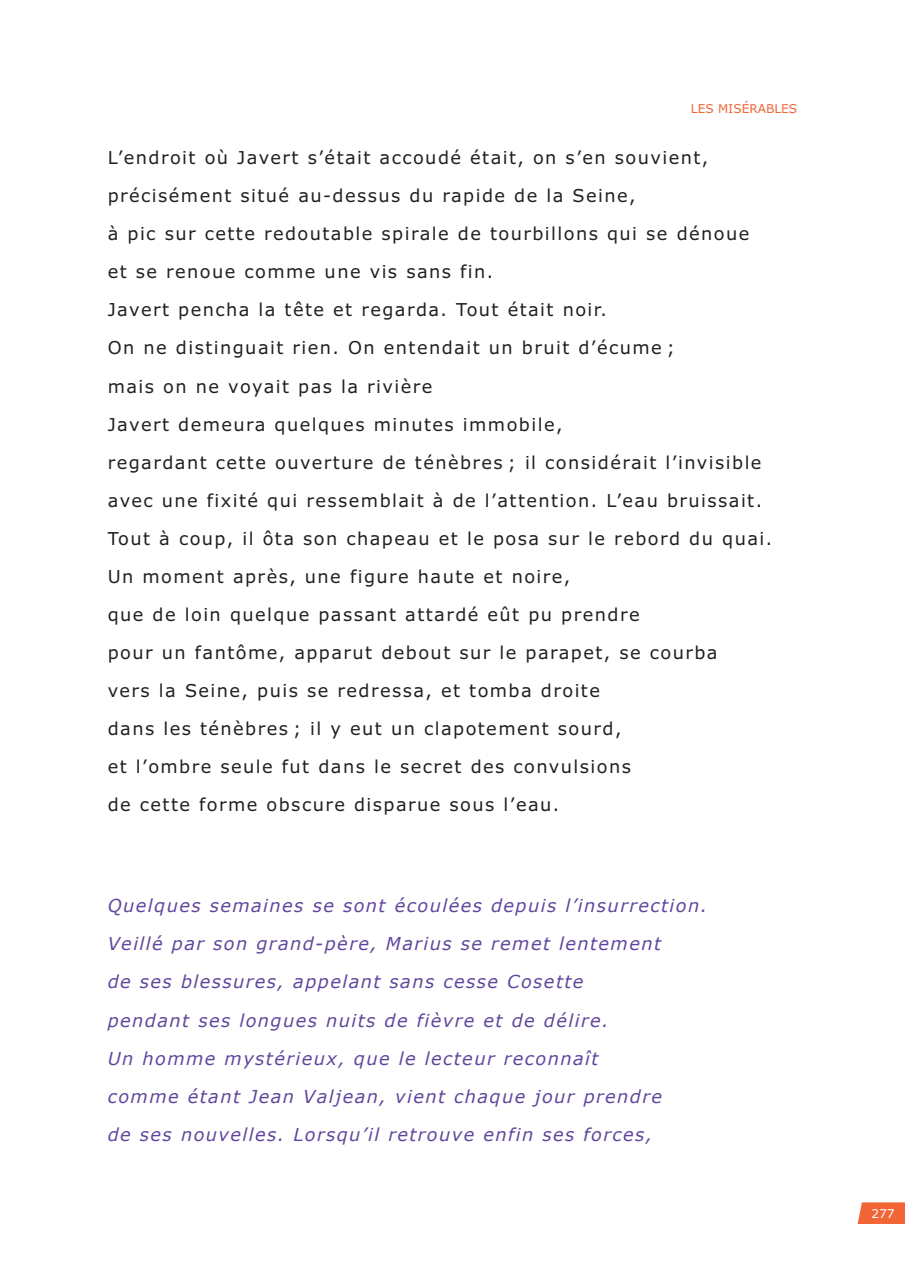 LES MISÉRABLES
L’endroit où Javert s’était accoudé était, on s’en souvient,
précisément situé au-dessus du rapide de la Seine,
à pic sur cette redoutable spirale de tourbillons qui se dénoue
et se renoue comme une vis sans fin.
Javert pencha la tête et regarda. Tout était noir.
On ne distinguait rien. On entendait un bruit d’écume ;
mais on ne voyait pas la rivière
Javert demeura quelques minutes immobile,
regardant cette ouverture de ténèbres ; il considérait l’invisible
avec une fixité qui ressemblait à de l’attention. L’eau bruissait.
Tout à coup, il ôta son chapeau et le posa sur le rebord du quai.
Un moment après, une figure haute et noire,
que de loin quelque passant attardé eût pu prendre
pour un fantôme, apparut debout sur le parapet, se courba
vers la Seine, puis se redressa, et tomba droite
dans les ténèbres ; il y eut un clapotement sourd,
et l’ombre seule fut dans le secret des convulsions
de cette forme obscure disparue sous l’eau.
Quelques semaines se sont écoulées depuis l’insurrection.
Veillé par son grand-père, Marius se remet lentement
de ses blessures, appelant sans cesse Cosette
pendant ses longues nuits de fièvre et de délire.
Un homme mystérieux, que le lecteur reconnaît
comme étant Jean Valjean, vient chaque jour prendre
de ses nouvelles. Lorsqu’il retrouve enfin ses forces,
277